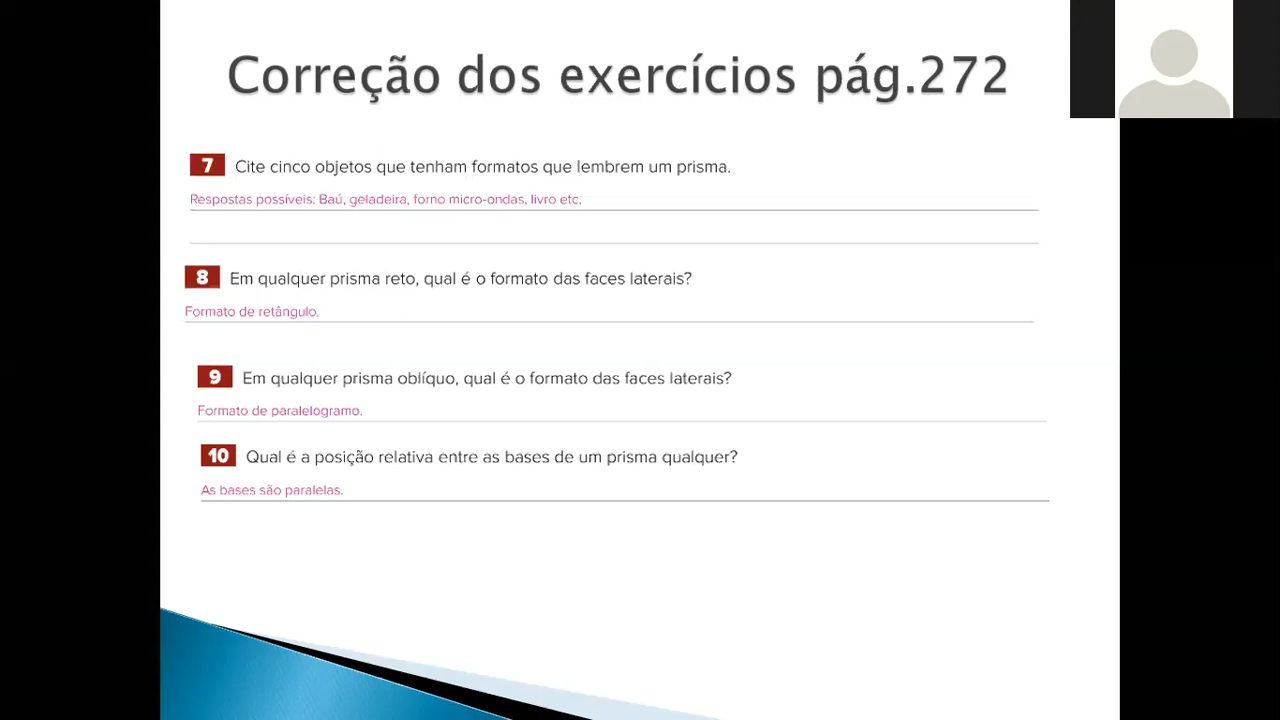 Correção dos exercícios pág.272
7 Cite cinco objetos que tenham formatos que lembrem um prisma.
Respostas possíveis: Baú, geladeira, forno micro-ondas, livro etc.
8 Em qualquer prisma reto, qual é o formato das faces laterais?
Formato de retângulo.
9 Em qualquer prisma oblíquo, qual é o formato das faces laterais?
Formato de paralelogramo.
10 Qual é a posição relativa entre as bases de um prisma qualquer?
As bases são paralelas.